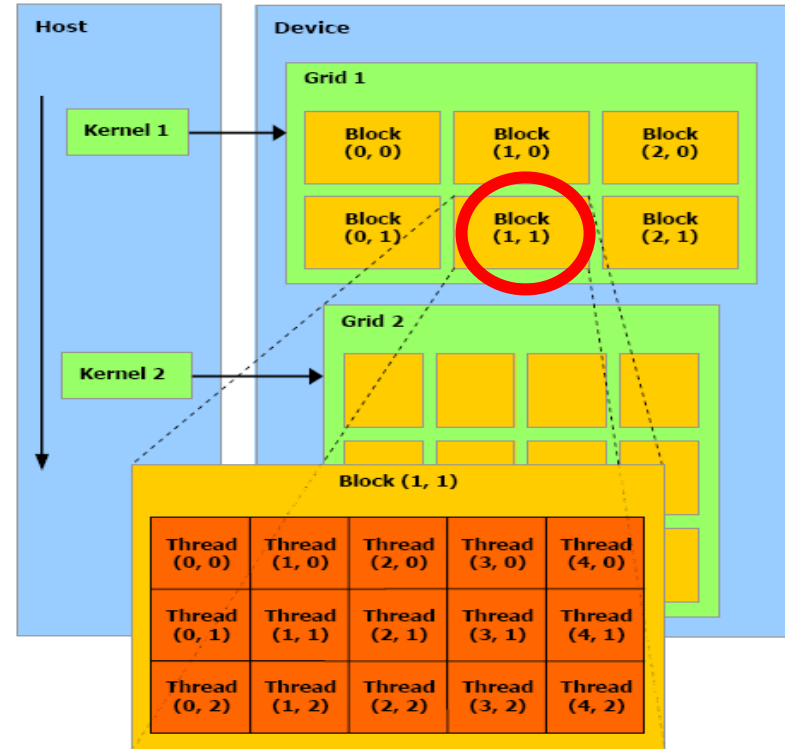 Host
Device
Grid 1
Kernel 1
Block
(0, 0)
Block
(1, 0)
Block
(2, 0)
Block
(0, 1)
Block
(1, 1)
Block
(2, 1)
Grid 2
Kernel 2
Block (1, 1)
Thread
(0, 0)
Thread
(1, 0)
Thread
(2, 0)
Thread
(3, 0)
Thread
(4, 0)
Thread
(0, 1)
Thread
(1, 1)
Thread
(2, 1)
Thread
(3, 1)
Thread
(4, 1)
Thread
(0, 2)
Thread
(1, 2)
Thread
(2, 2)
Thread
(3, 2)
Thread
(4, 2)